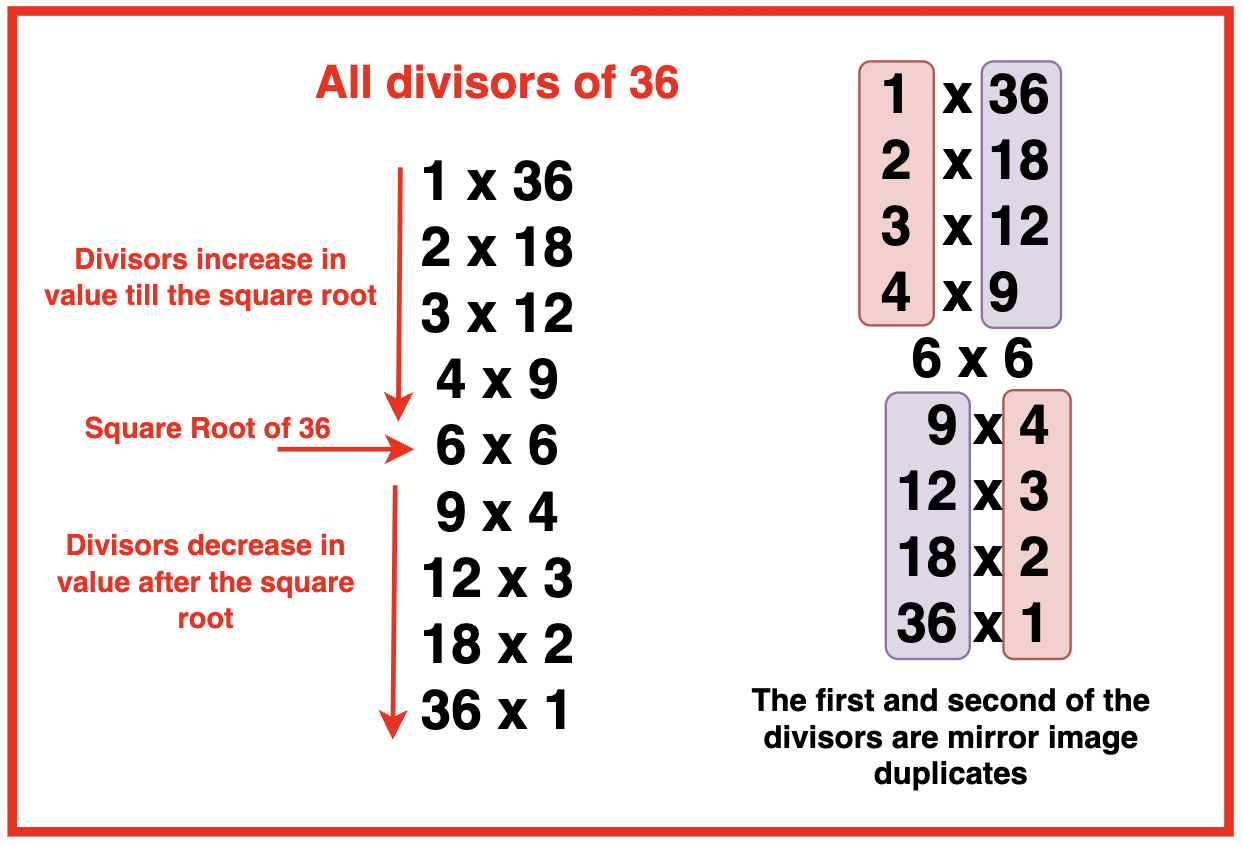 All divisors of 36
1 x 36
2 x 18
3 x 12
4 x 9
6 x 6
9 x 4
12 x 3
18 x 2
36 x 1
Divisors increase in
value till the square root
Square Root of 36
Divisors decrease in
value after the square
root
1 x 36
2 x 18
3 x 12
4 x 9
6 x 6
9 x 4
12 x 3
18 x 2
36 x 1
The first and second of the
divisors are mirror image
duplicates